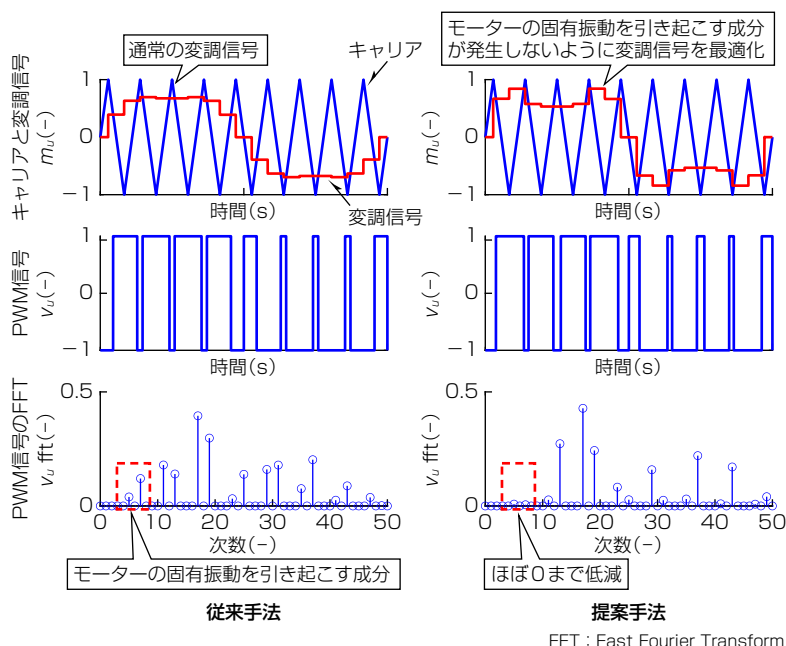 通常の変調信号
キャリア
キャリアと変調信号
mu(−)
1
0
−1
時間(s)
変調信号
モーターの固有振動を引き起こす成分
が発生しないように変調信号を最適化
mu(−)
1
0
−1
時間(s)
PWM信号
vu(−)
1
0
−1
時間(s)
vu(−)
1
0
−1
時間(s)
PWM信号のFFT
vu fft(−)
0.5
0
0 10 20 30 40 50
次数(−)
モーターの固有振動を引き起こす成分
従来手法
vu fft(−)
0.5
0
0 10 20 30 40 50
次数(−)
ほぼ0まで低減
提案手法
FFT：Fast Fourier Transform